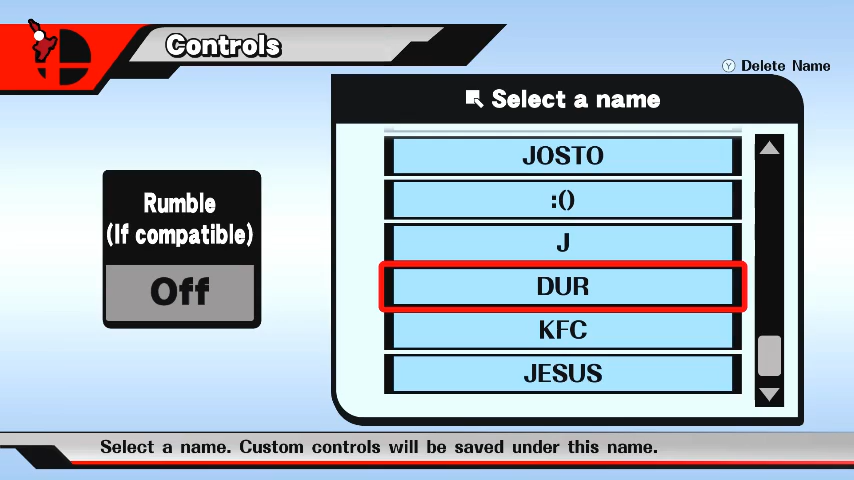 Controls
Ⓨ Delete Name
Select a name
JOSTO
:()
J
DUR
KFC
JESUS
Rumble
(If compatible)
Off
Select a name. Custom controls will be saved under this name.